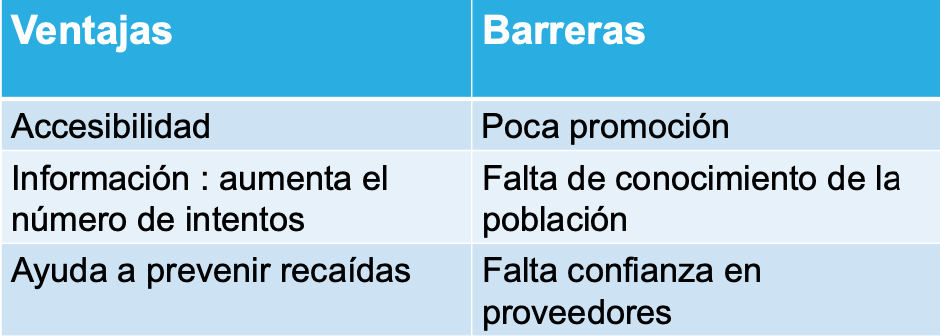 Ventajas
Barreras
Accesibilidad
Poca promoción
Información : aumenta el
número de intentos
Falta de conocimiento de la
población
Ayuda a prevenir recaídas
Falta confianza en
proveedores